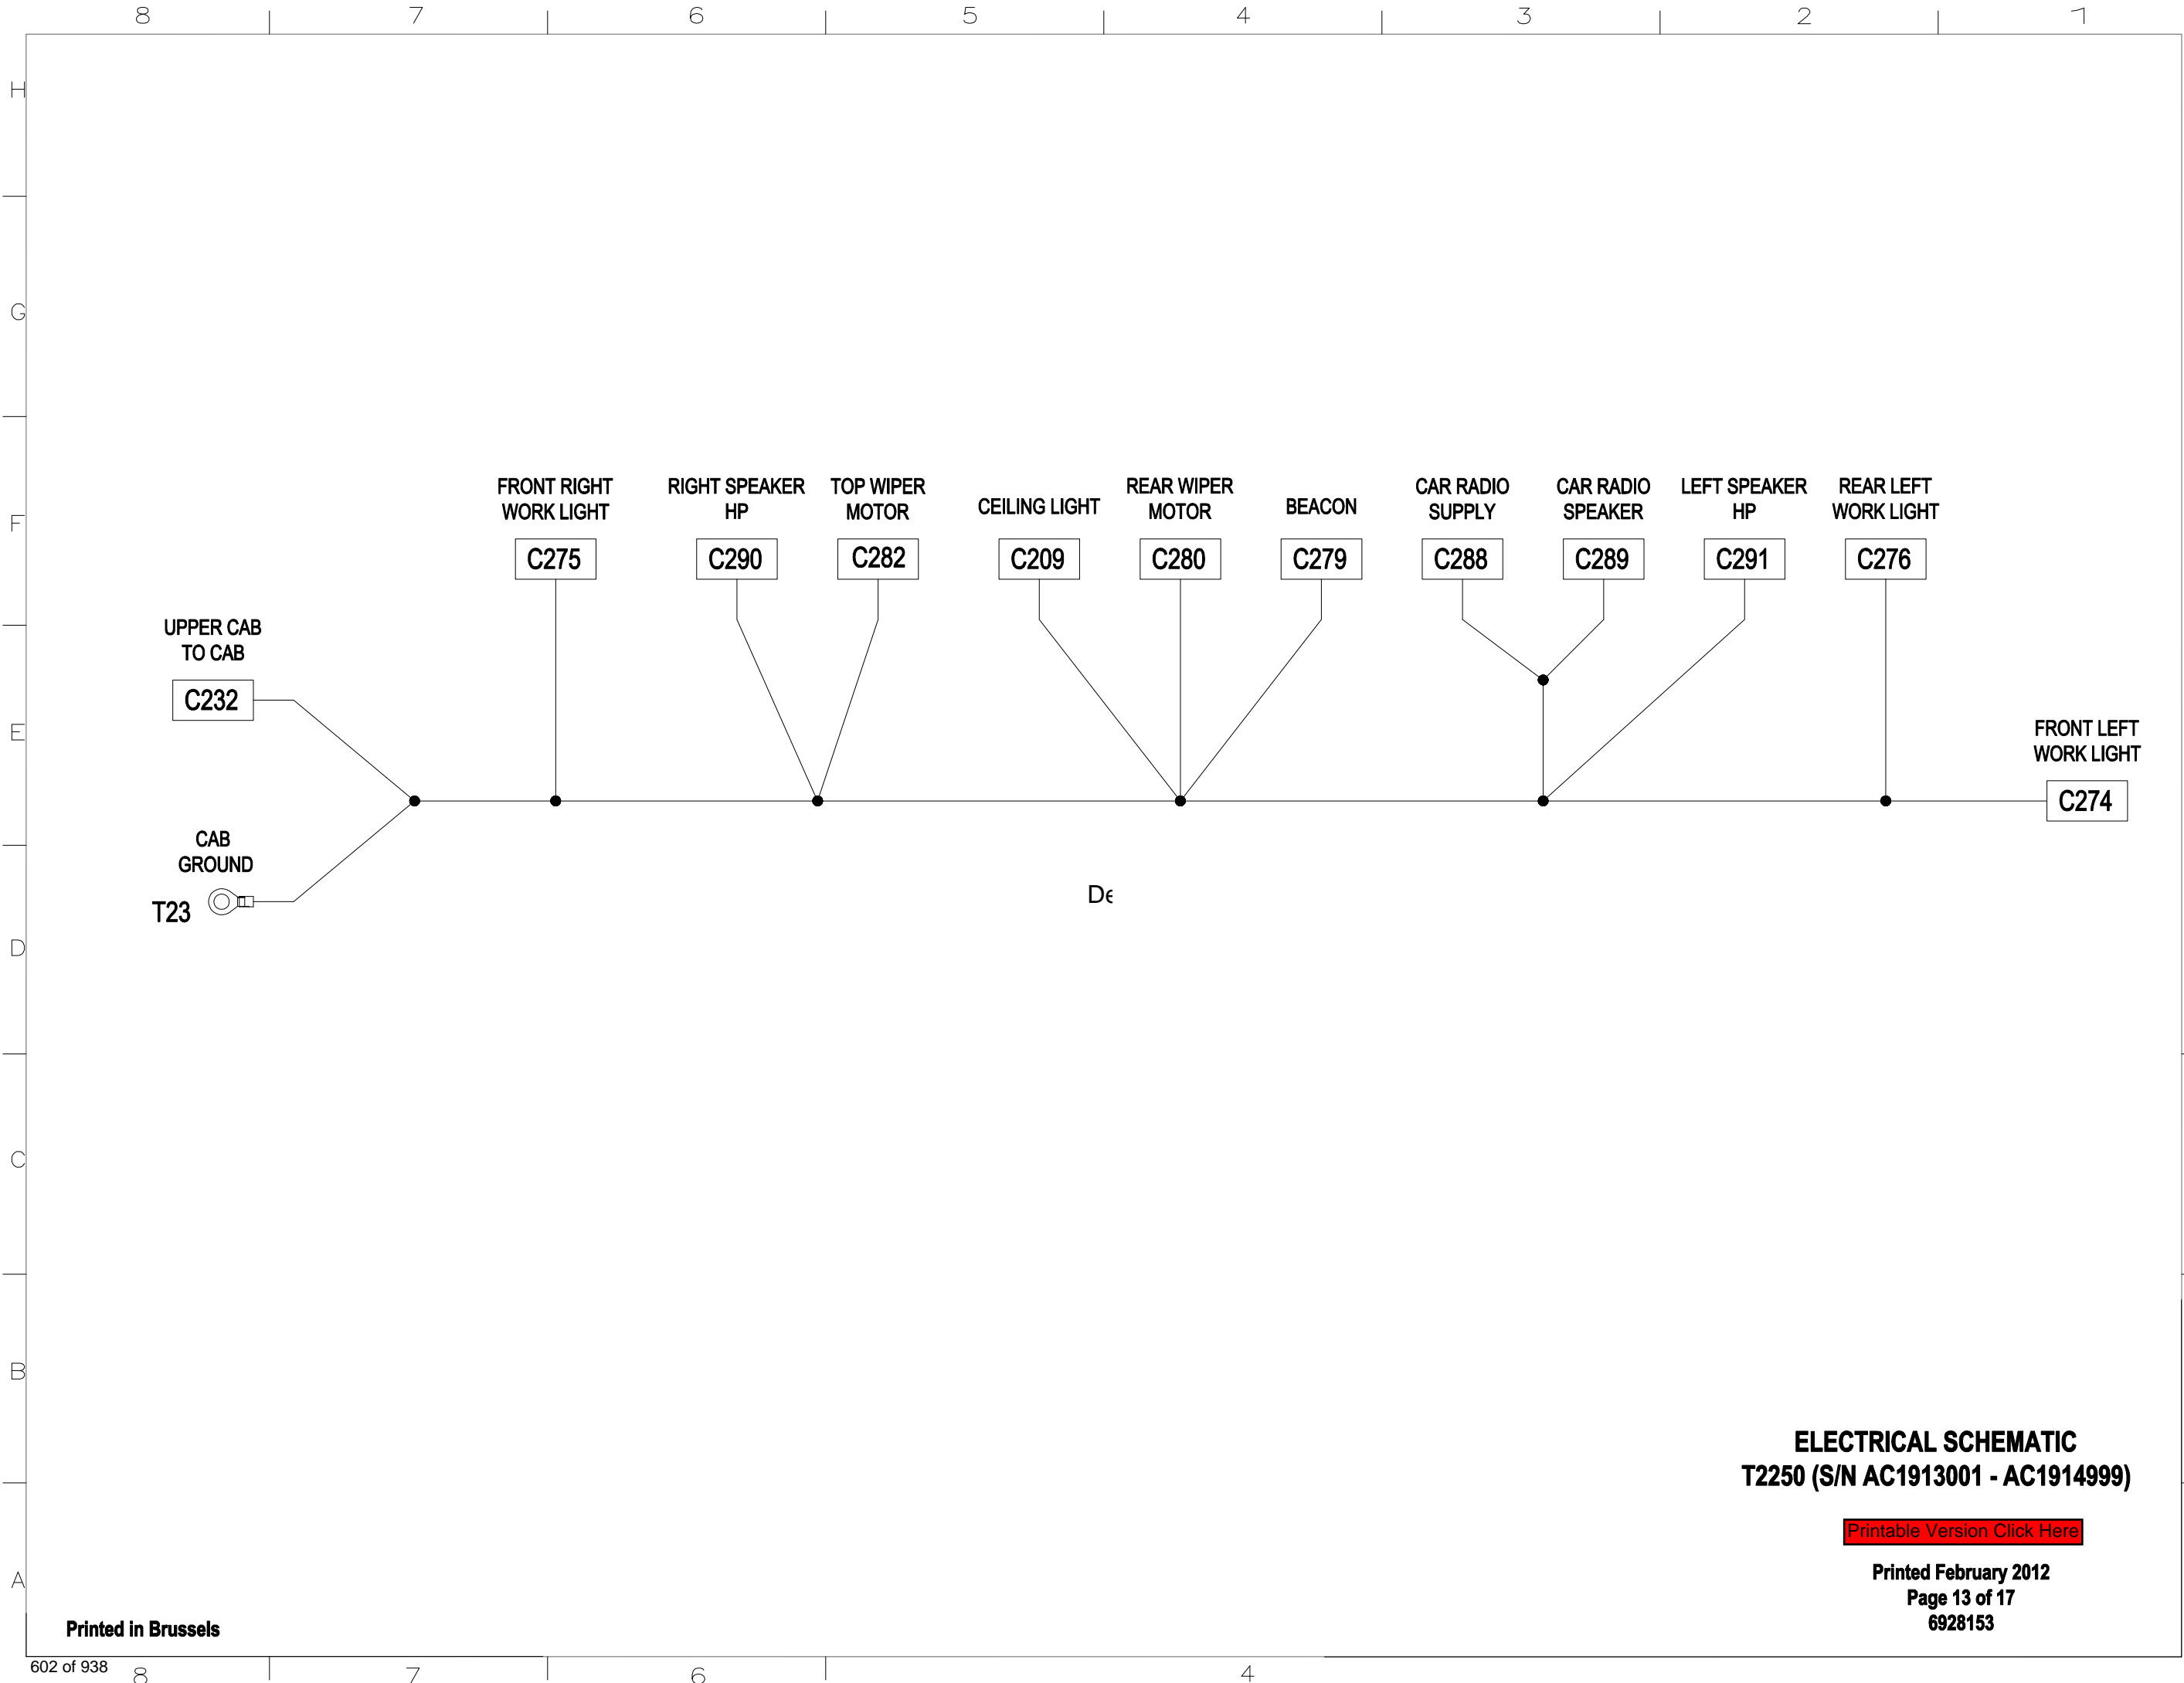 8 7 6 5 4 3 2 1
H
G
F
E
D
C
B
A
FRONT RIGHT
WORK LIGHT
C275
RIGHT SPEAKER
HP
C290
TOP WIPER
MOTOR
C282
CEILING LIGHT
C209
REAR WIPER
MOTOR
C280
BEACON
C279
CAR RADIO
SUPPLY
C288
CAR RADIO
SPEAKER
C289
LEFT SPEAKER
HP
C291
REAR LEFT
WORK LIGHT
C276
UPPER CAB
TO CAB
C232
FRONT LEFT
WORK LIGHT
C274
CAB
GROUND
T23
De
ELECTRICAL SCHEMATIC
T2250 (S/N AC1913001 - AC1914999)
Printable Version Click Here
Printed February 2012
Page 13 of 17
6928153
Printed in Brussels
602 of 938
8 7 6 4